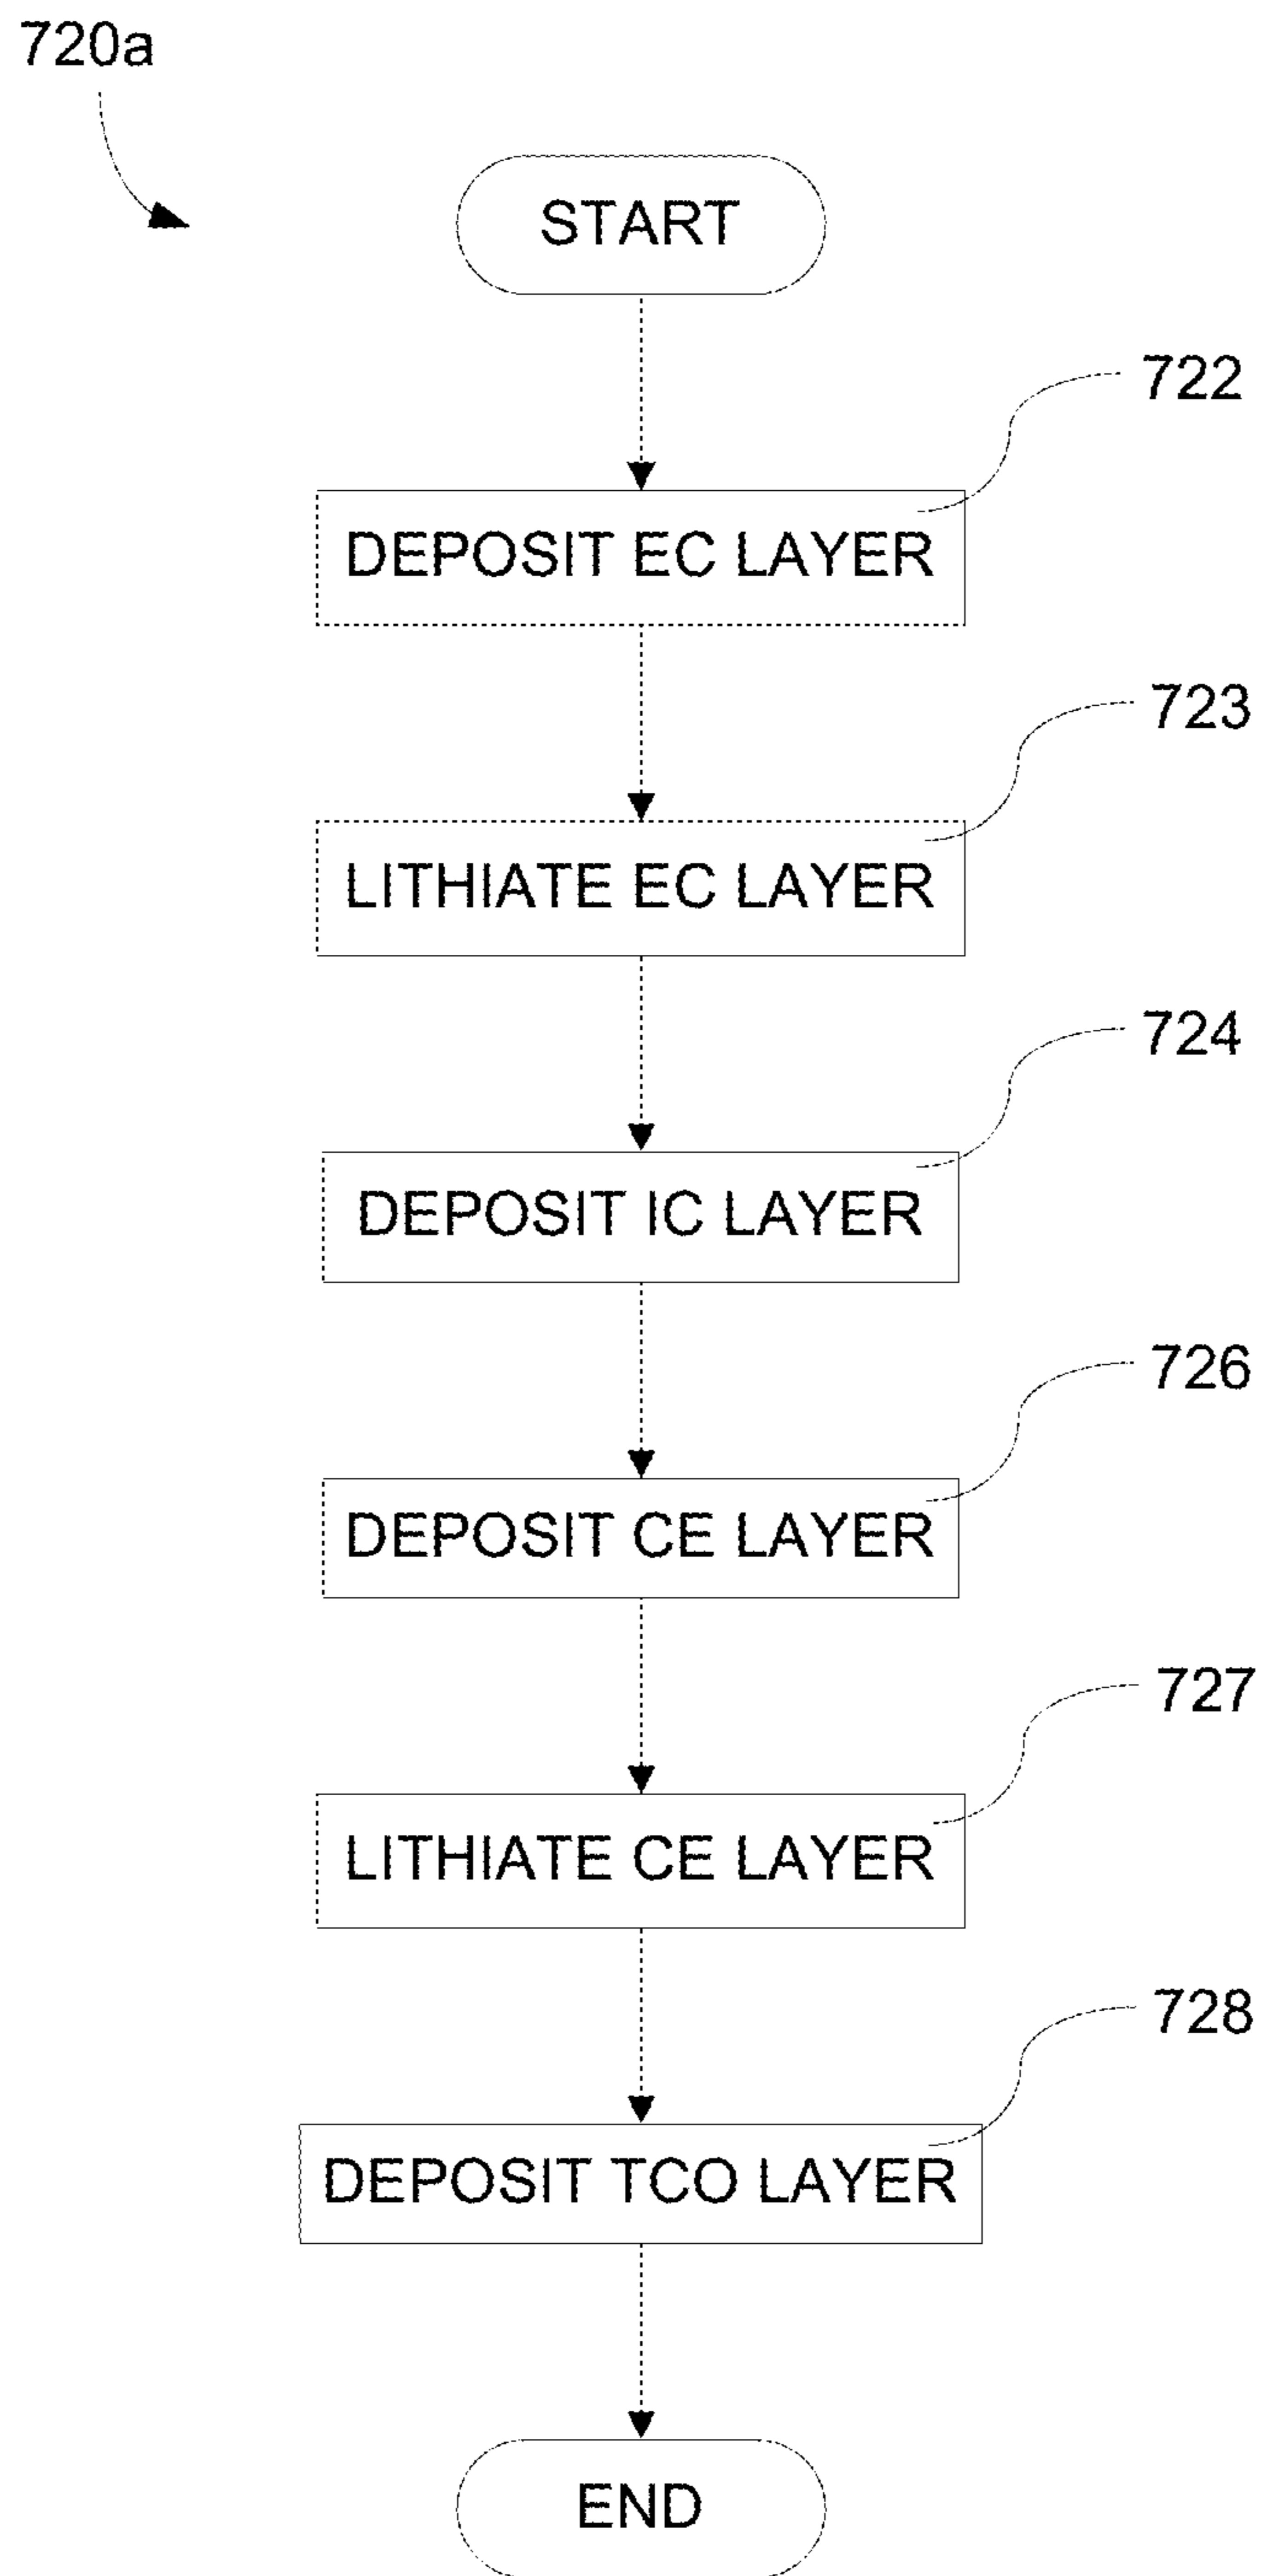 720a
START
722
DEPOSIT EC LAYER
723
LITHIATE EC LAYER
724
DEPOSIT IC LAYER
726
DEPOSIT CE LAYER
727
LITHIATE CE LAYER
728
DEPOSIT TCO LAYER
END